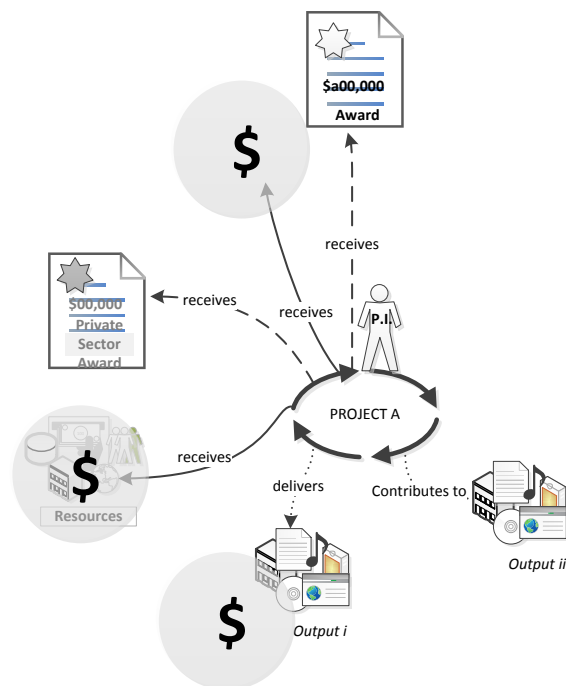 $a00,000
Award
$
receives
$00,000
Private
Sector
Award
receives
receives
P.I.
PROJECT A
$
Resources
receives
delivers
Contributes to
Output ii
$
Output i